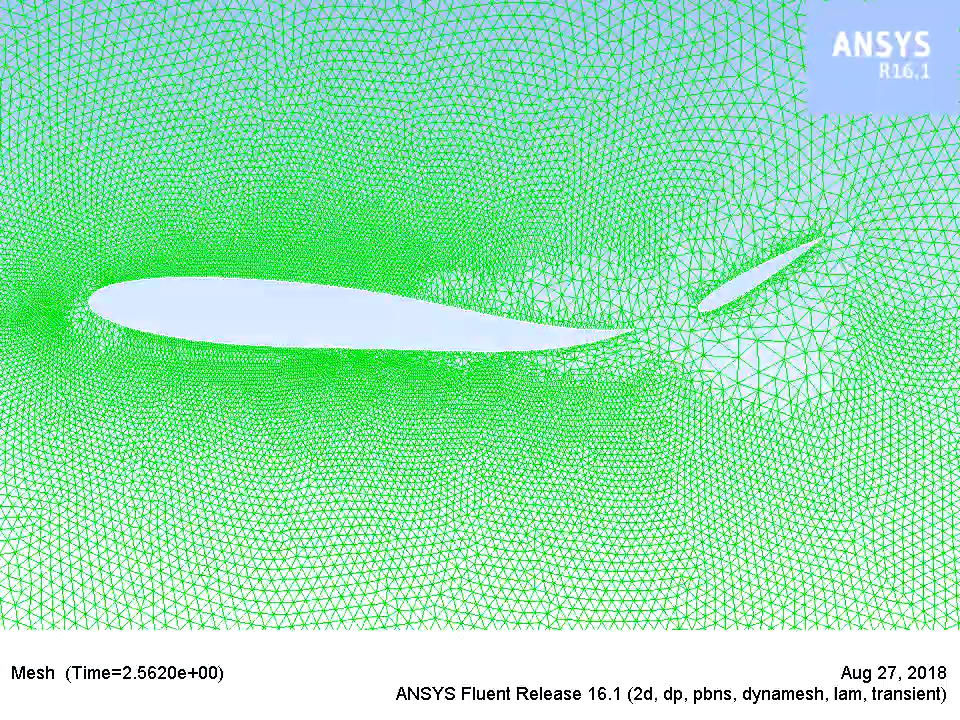 ANSYS
R16.1
Mesh (Time=2.5620e+00)
Aug 27, 2018
ANSYS Fluent Release 16.1 (2d, dp, pbns, dynamesh, lam, transient)